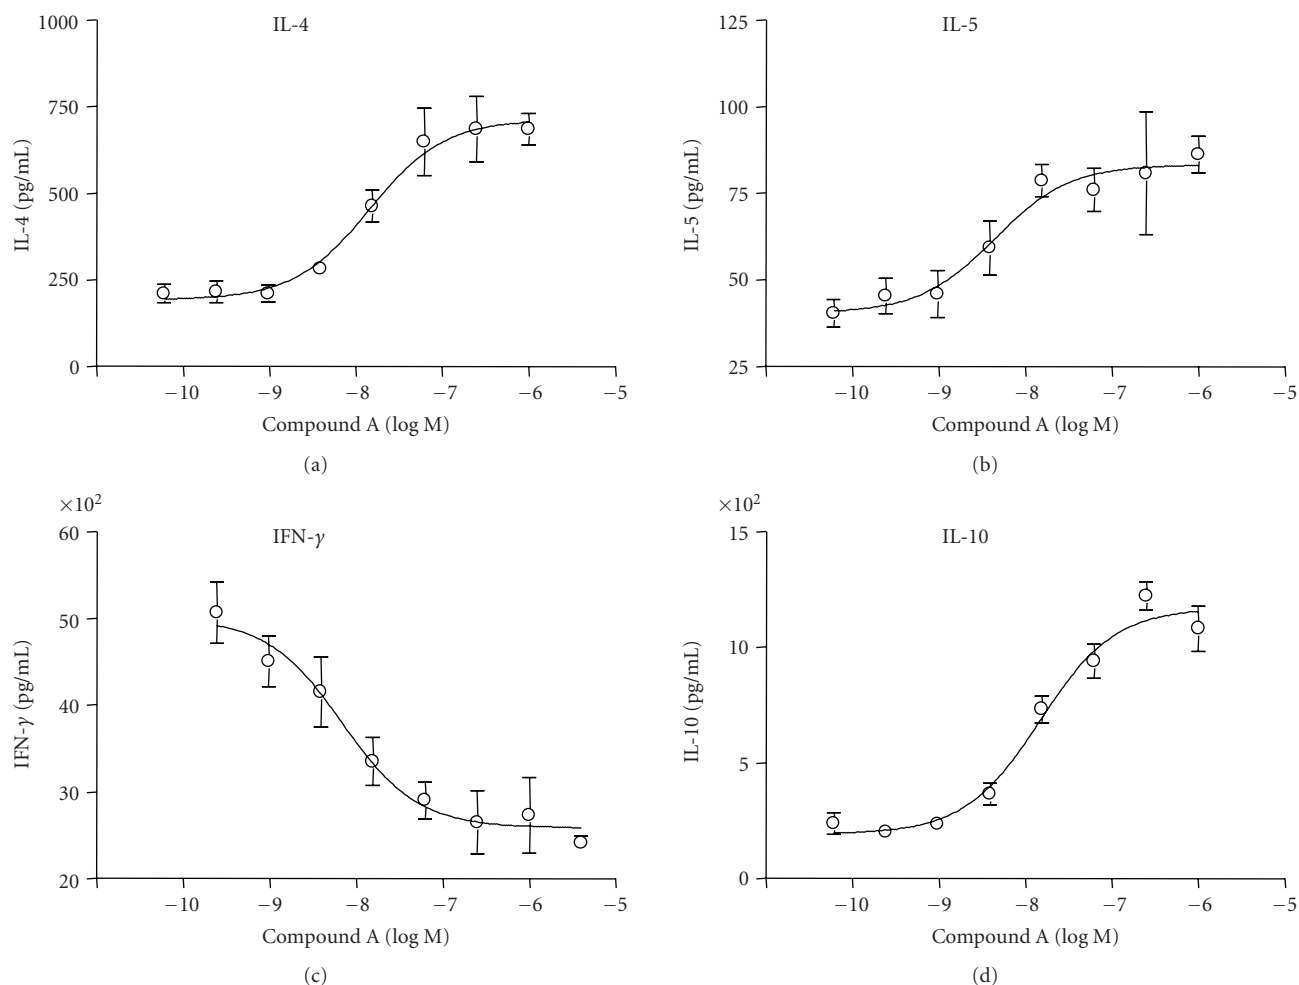 IL-4
1000
750
500
250
0
IL-4 (pg/mL)
−10 −9 −8 −7 −6 −5
Compound A (log M)
(a)
IL-5
125
100
75
50
25
IL-5 (pg/mL)
−10 −9 −8 −7 −6 −5
Compound A (log M)
(b)
×10²
IFN-γ
60
50
40
30
20
IFN-γ (pg/mL)
−10 −9 −8 −7 −6 −5
Compound A (log M)
(c)
×10²
IL-10
15
10
5
0
IL-10 (pg/mL)
−10 −9 −8 −7 −6 −5
Compound A (log M)
(d)